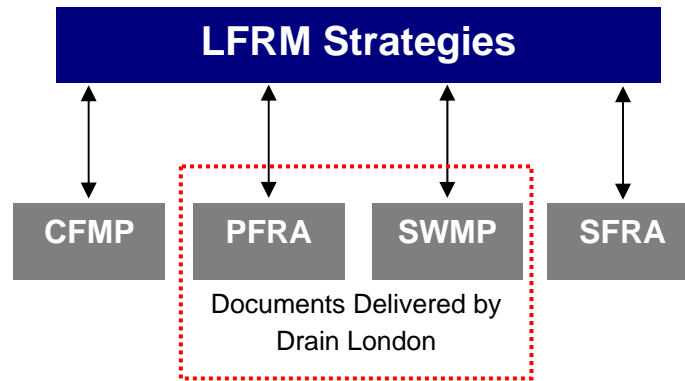 LFRM Strategies
CFMP
PFRA
SWMP
SFRA
Documents Delivered by
Drain London